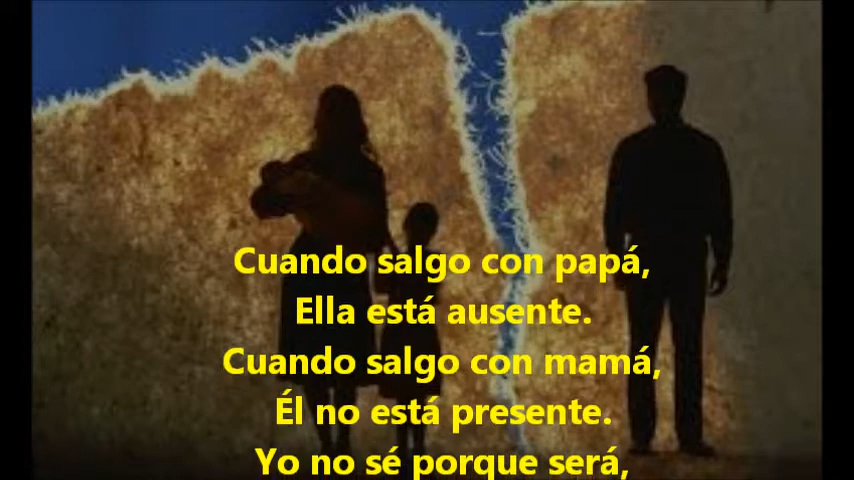 Cuando salgo con papá,
Ella está ausente.
Cuando salgo con mamá,
Él no está presente.
Yo no sé porque será,